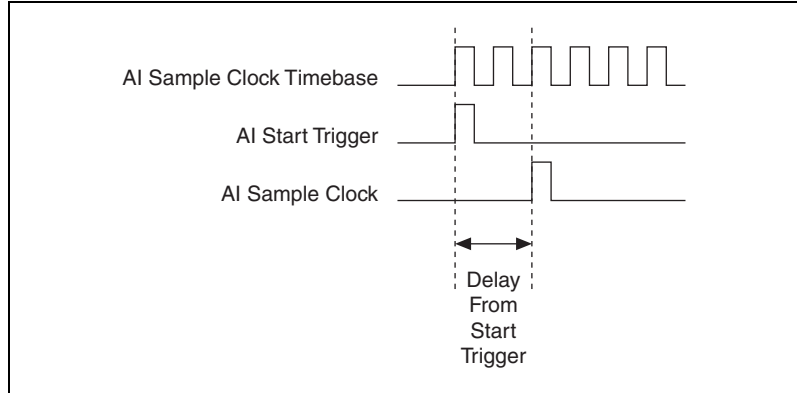 AI Sample Clock Timebase
AI Start Trigger
AI Sample Clock
Delay
From
Start
Trigger